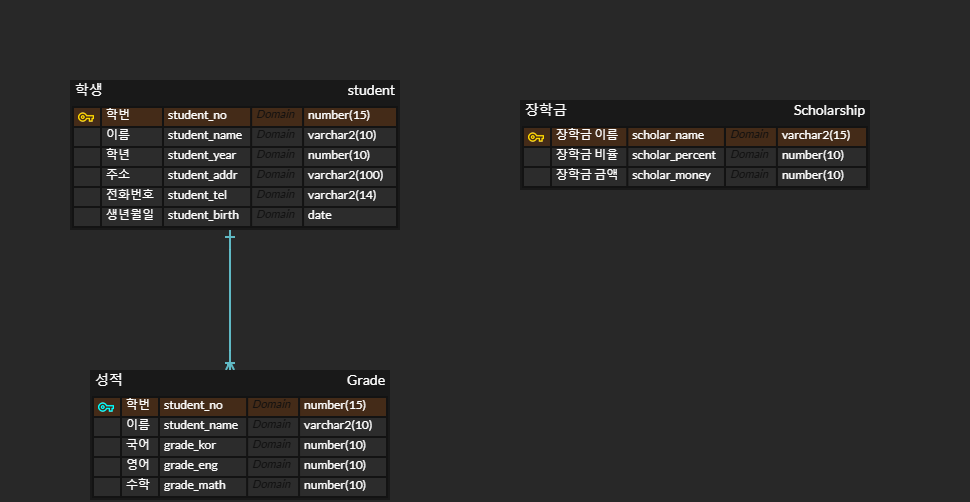 학생 student
학번 student_no Domain number(15)
이름 student_name Domain varchar2(10)
학년 student_year Domain number(10)
주소 student_addr Domain varchar2(100)
전화번호 student_tel Domain varchar2(14)
생년월일 student_birth Domain date
장학금 Scholarship
장학금 이름 scholar_name Domain varchar2(15)
장학금 비율 scholar_percent Domain number(10)
장학금 금액 scholar_money Domain number(10)
성적 Grade
학번 student_no Domain number(15)
이름 student_name Domain varchar2(10)
국어 grade_kor Domain number(10)
영어 grade_eng Domain number(10)
수학 grade_math Domain number(10)